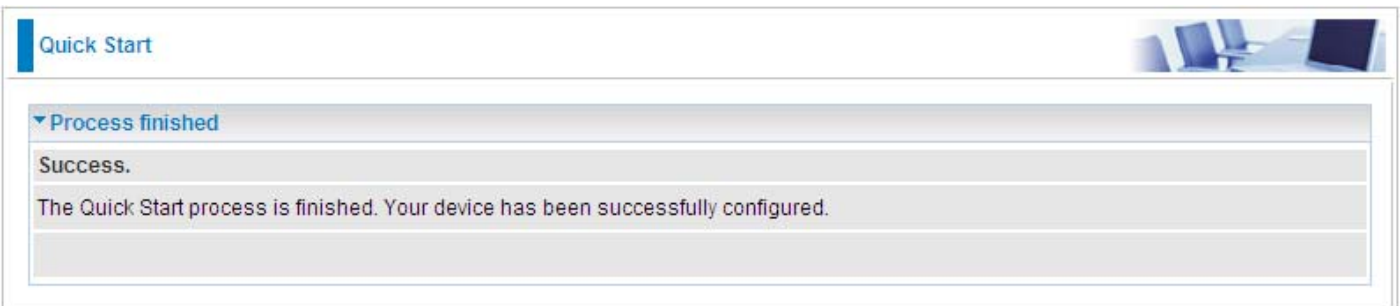 Quick Start
Process finished
Success.
The Quick Start process is finished. Your device has been successfully configured.